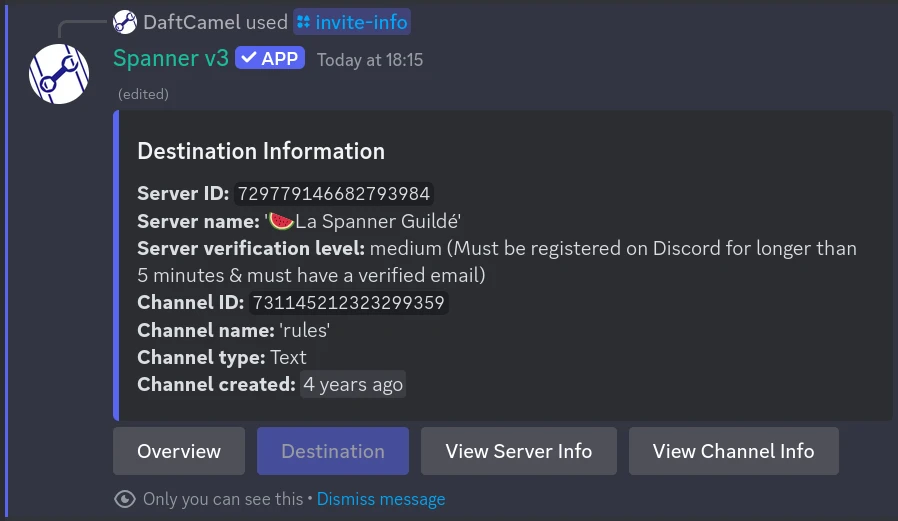 DaftCamel used invite-info
Spanner v3 ✓ APP Today at 18:15
(edited)
Destination Information
Server ID: 729779146682793984
Server name: '🍉La Spanner Guildé'
Server verification level: medium (Must be registered on Discord for longer than
5 minutes & must have a verified email)
Channel ID: 731145212323299359
Channel name: 'rules'
Channel type: Text
Channel created: 4 years ago
Overview Destination View Server Info View Channel Info
Only you can see this • Dismiss message